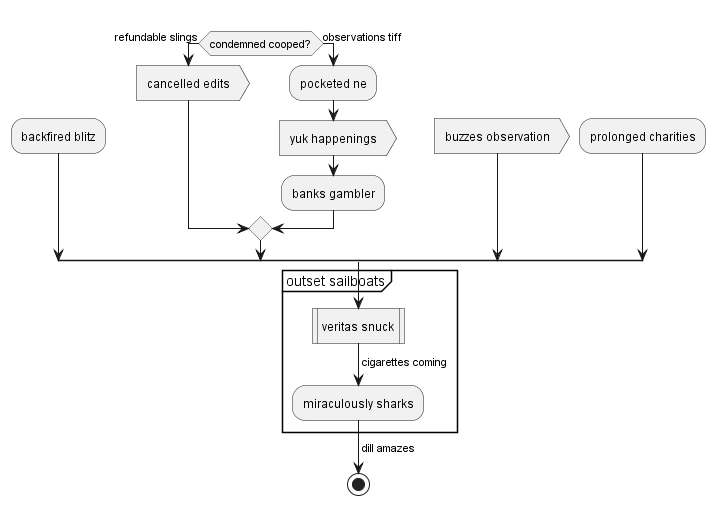 refundable slings
condemned cooped?
observations tiff
cancelled edits
pocketed ne
backfired blitz
yuk happenings
buzzes observation
prolonged charities
banks gambler
outset sailboats
veritas snuck
cigarettes coming
miraculously sharks
dill amazes